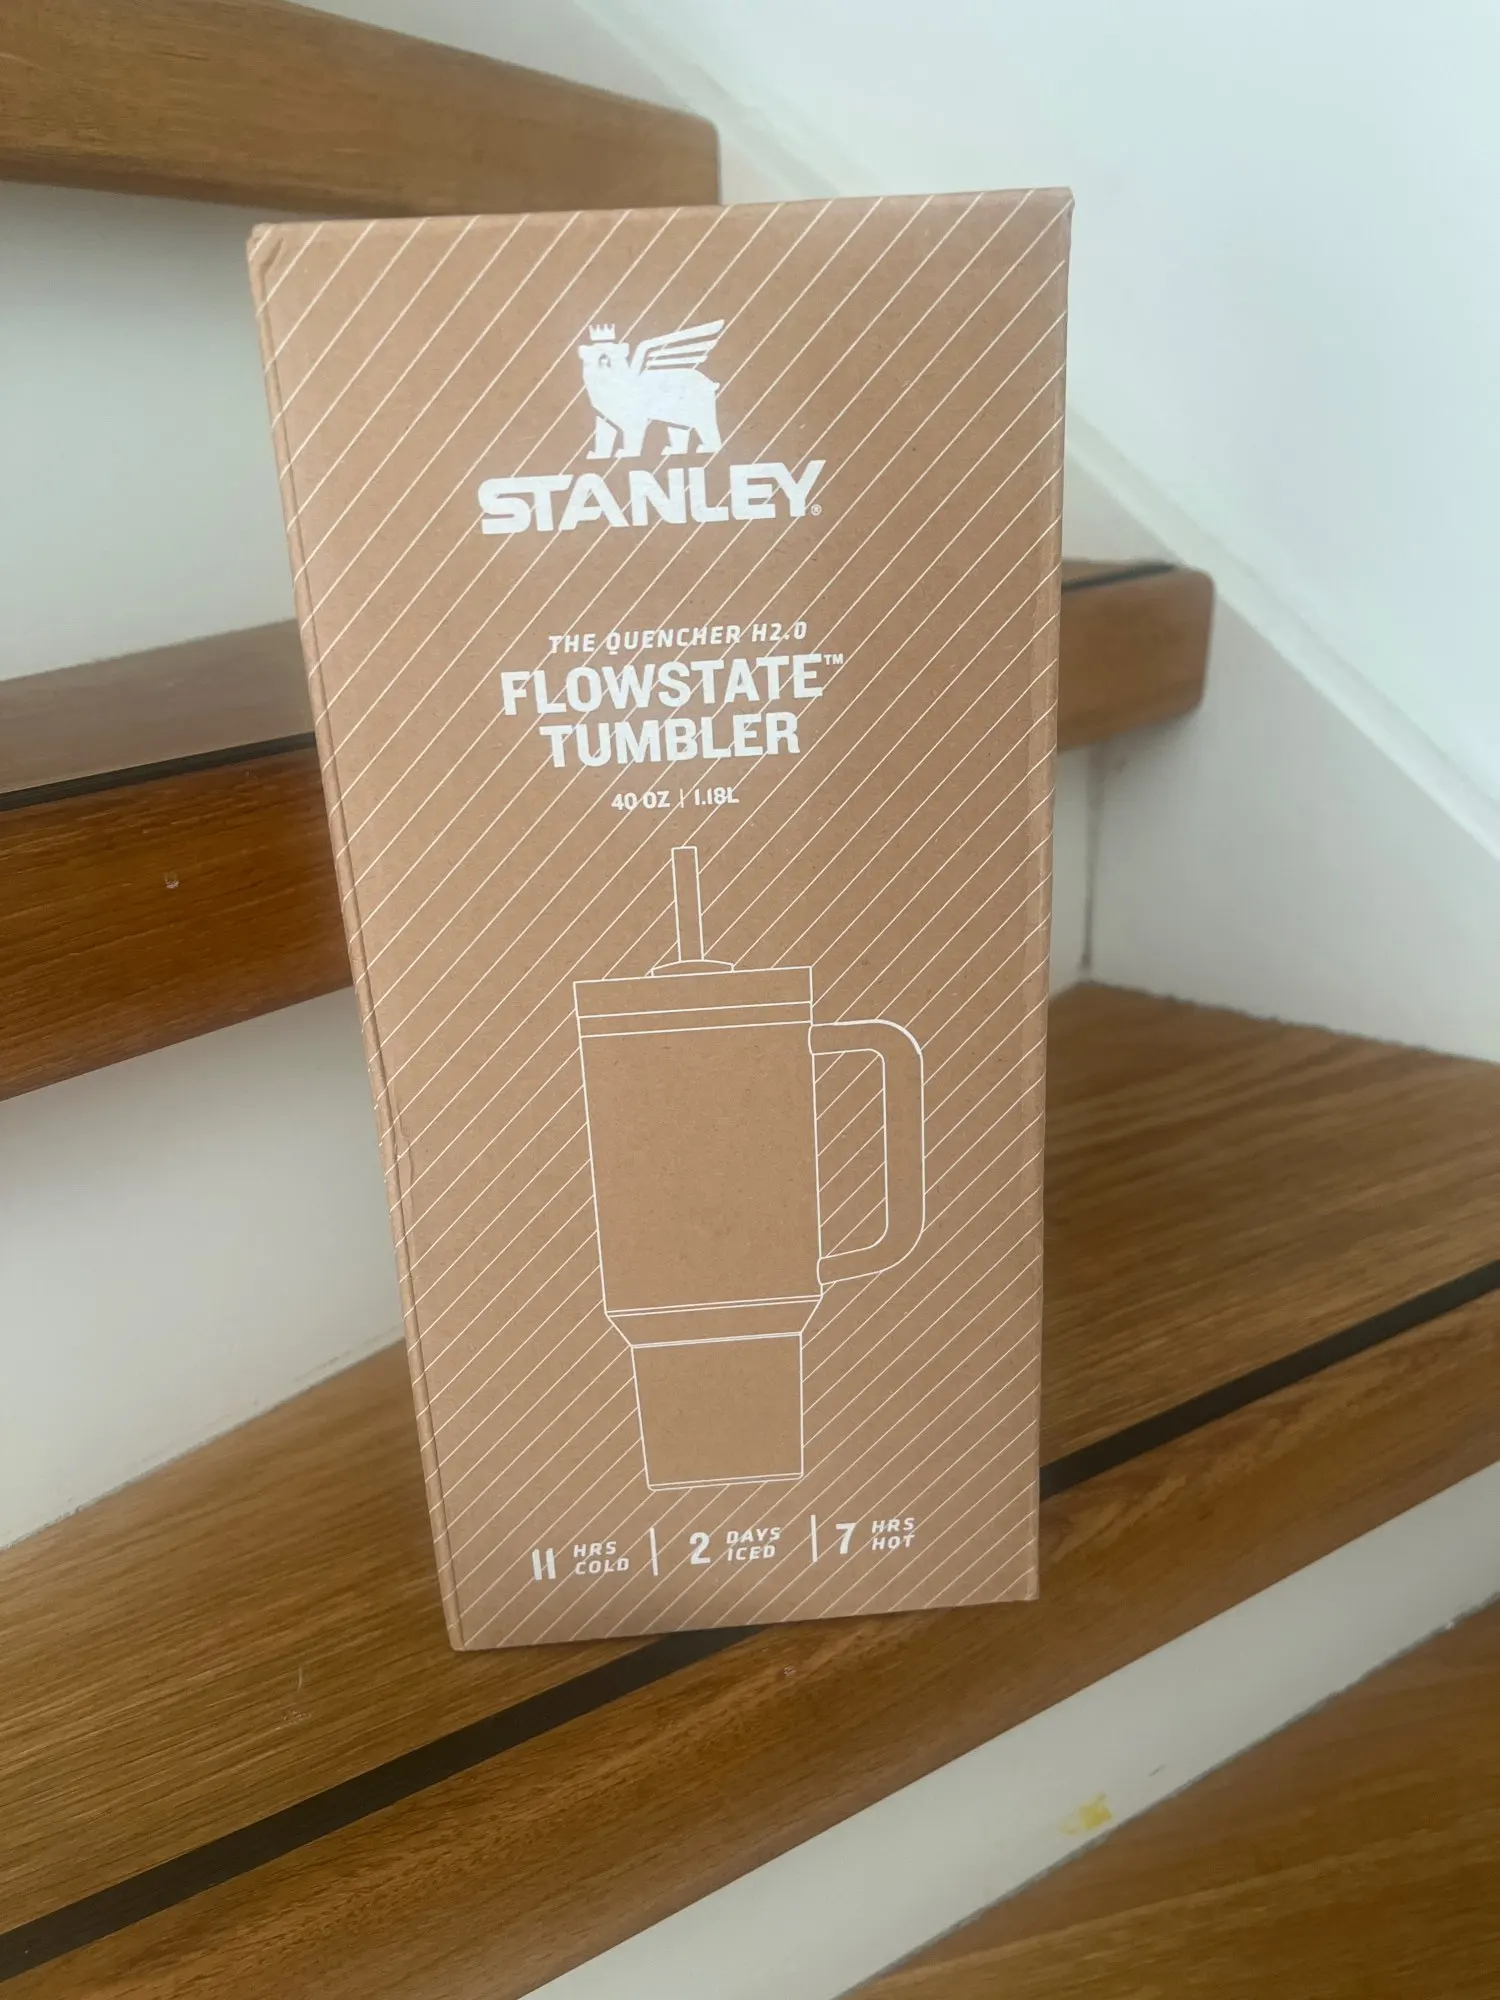 STANLEY®
THE QUENCHER H2.0
FLOWSTATE™
TUMBLER
40 OZ | 1.18L
11 HRS COLD | 2 DAYS ICED | 7 HRS HOT